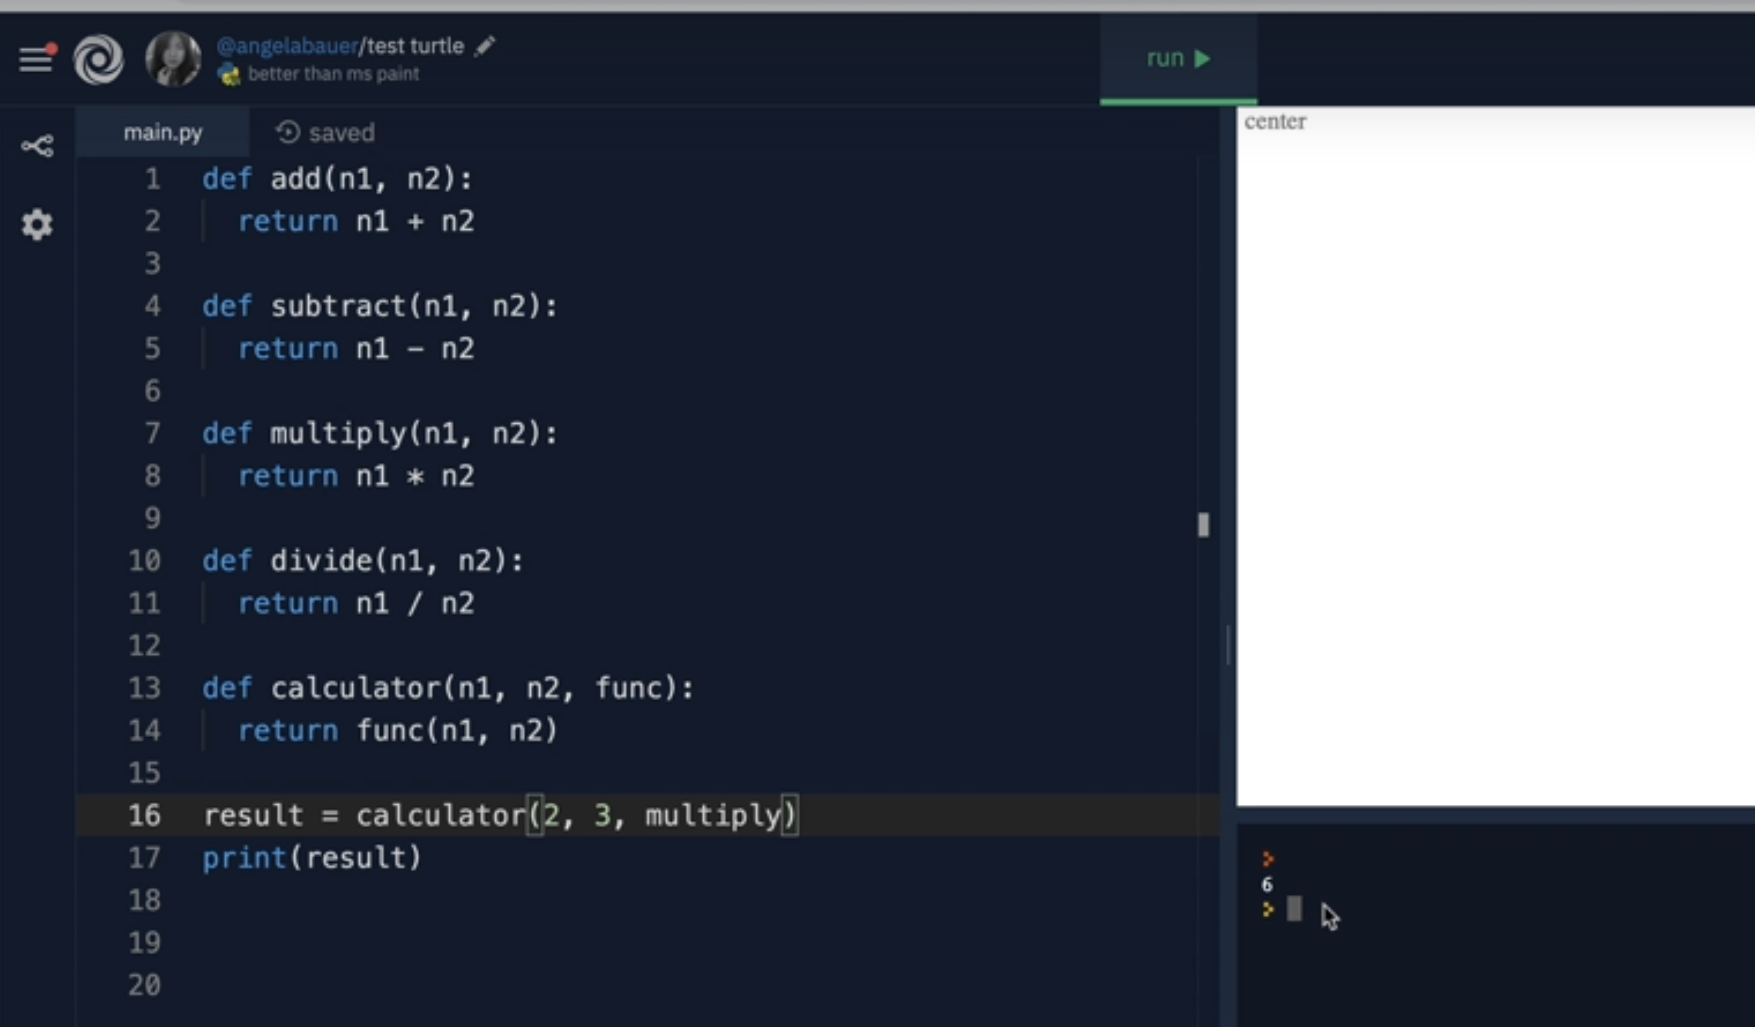 @angelabauer/test turtle
better than ms paint
run
main.py
saved
1 def add(n1, n2):
2 return n1 + n2
3
4 def subtract(n1, n2):
5 return n1 - n2
6
7 def multiply(n1, n2):
8 return n1 * n2
9
10 def divide(n1, n2):
11 return n1 / n2
12
13 def calculator(n1, n2, func):
14 return func(n1, n2)
15
16 result = calculator(2, 3, multiply)
17 print(result)
18
19
20
center
>
6
>